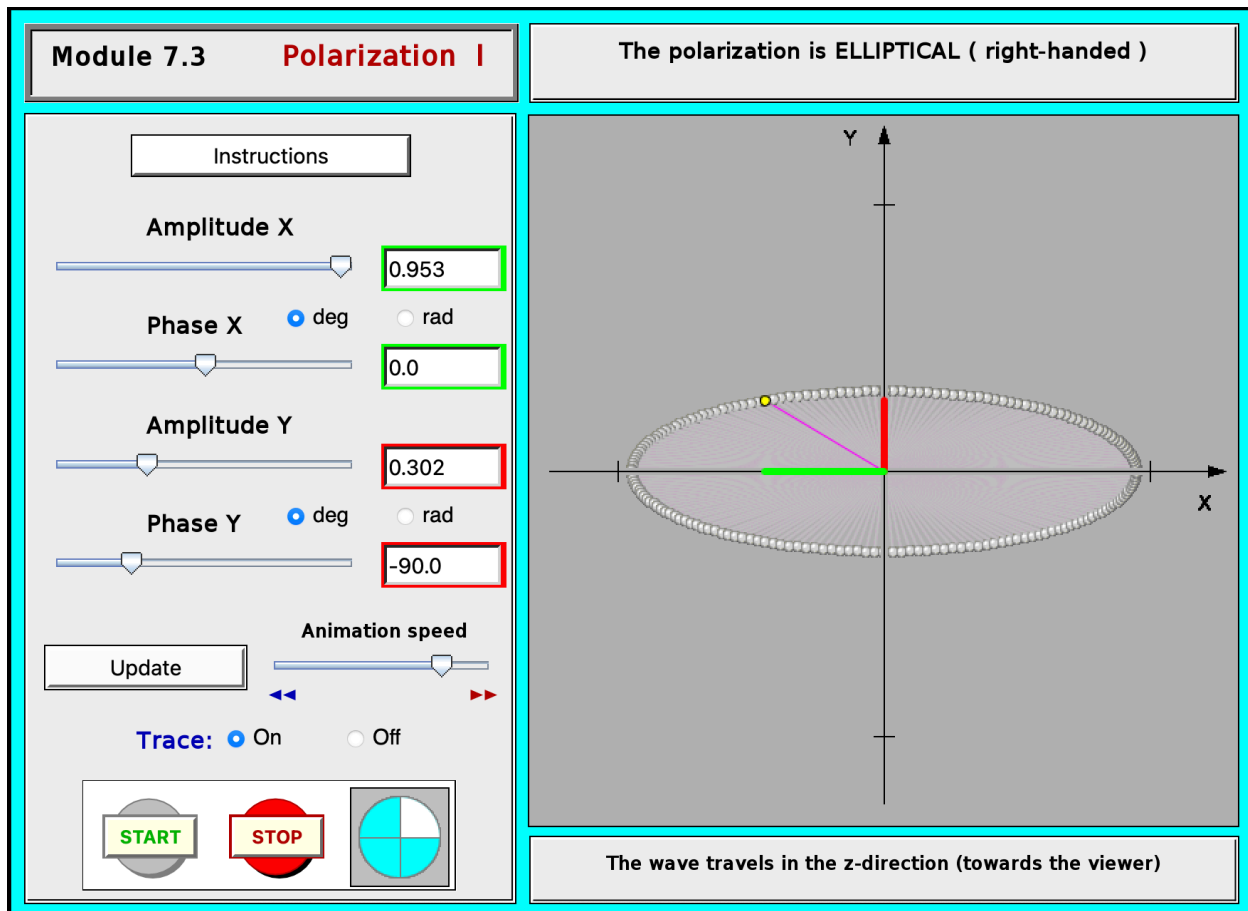 Module 7.3 Polarization I
The polarization is ELLIPTICAL ( right-handed )
Instructions
Amplitude X
0.953
Phase X deg rad
0.0
Amplitude Y
0.302
Phase Y deg rad
-90.0
Animation speed
Update
Trace: On Off
START STOP
Y
X
The wave travels in the z-direction (towards the viewer)